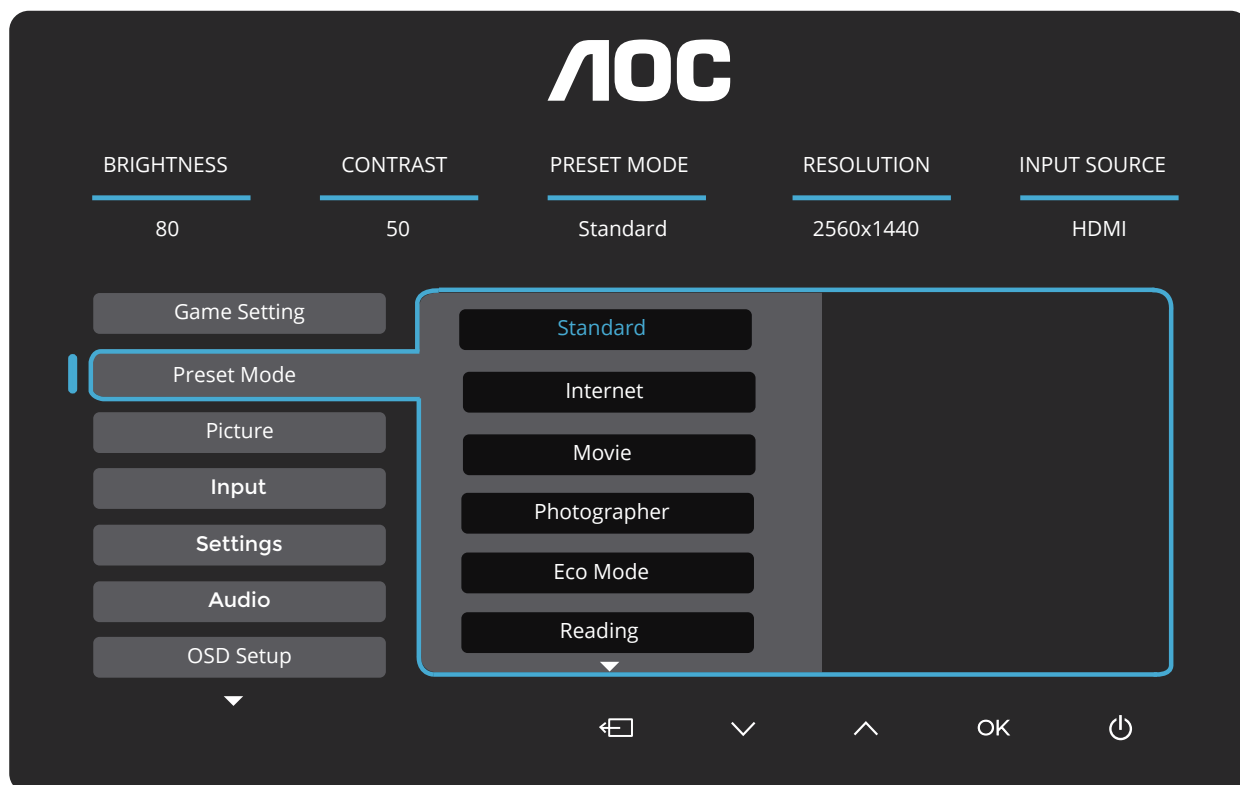 AOC
BRIGHTNESS CONTRAST PRESET MODE RESOLUTION INPUT SOURCE
80 50 Standard 2560x1440 HDMI
Game Setting
Preset Mode
Picture
Input
Settings
Audio
OSD Setup
Standard
Internet
Movie
Photographer
Eco Mode
Reading
OK